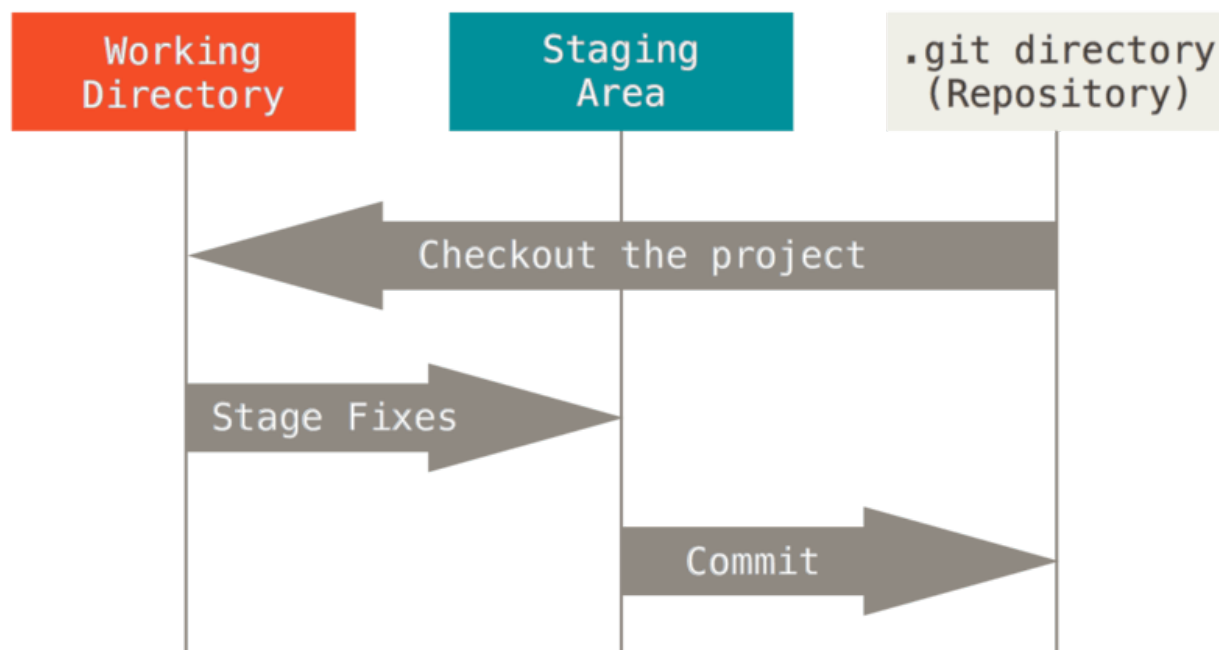 Working
Directory
Staging
Area
.git directory
(Repository)
Checkout the project
Stage Fixes
Commit